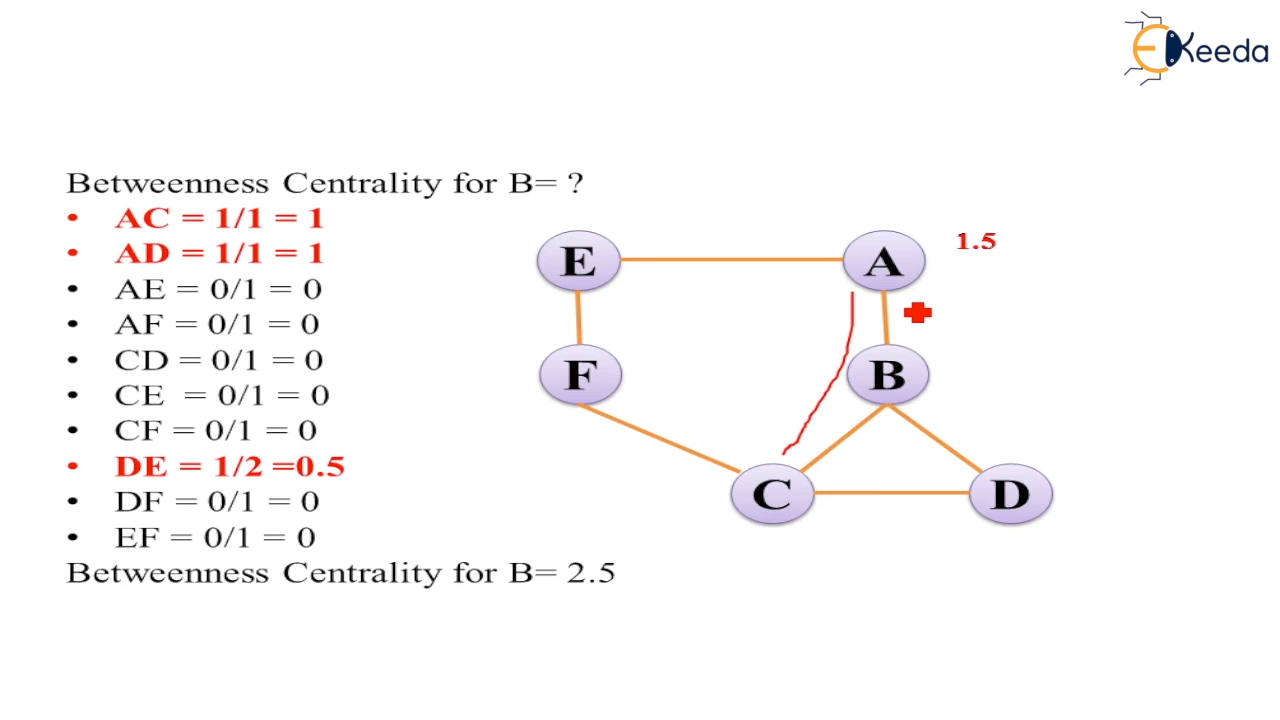 EKeeda
Betweenness Centrality for B= ?
• AC = 1/1 = 1
• AD = 1/1 = 1
• AE = 0/1 = 0
• AF = 0/1 = 0
• CD = 0/1 = 0
• CE = 0/1 = 0
• CF = 0/1 = 0
• DE = 1/2 =0.5
• DF = 0/1 = 0
• EF = 0/1 = 0
Betweenness Centrality for B= 2.5
E
A
1.5
F
B
C
D